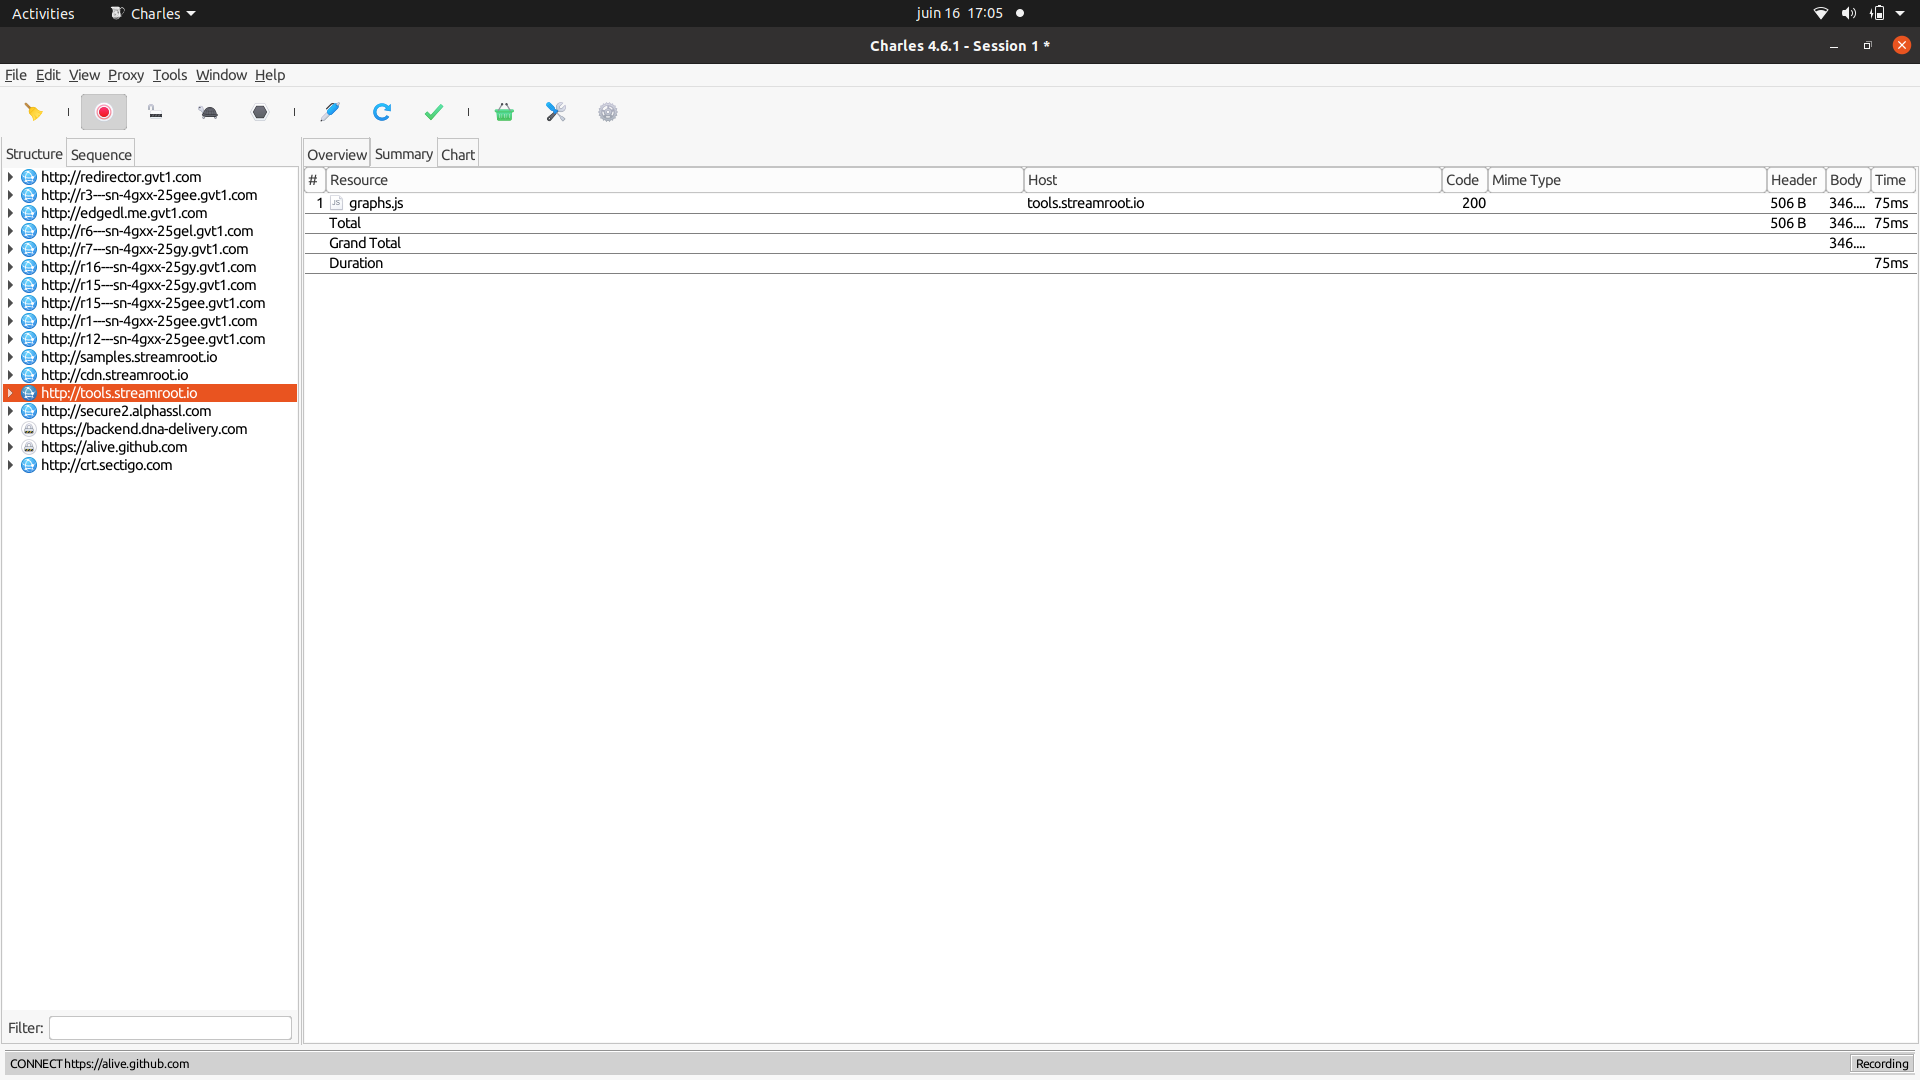 Activities Charles juin 16 17:05
Charles 4.6.1 - Session 1 *
File Edit View Proxy Tools Window Help
Structure Sequence
Overview Summary Chart
http://redirector.gvt1.com
http://r3---sn-4gxx-25gee.gvt1.com
http://edgedl.me.gvt1.com
http://r6---sn-4gxx-25gel.gvt1.com
http://r7---sn-4gxx-25gy.gvt1.com
http://r16---sn-4gxx-25gy.gvt1.com
http://r15---sn-4gxx-25gy.gvt1.com
http://r15---sn-4gxx-25gee.gvt1.com
http://r1---sn-4gxx-25gee.gvt1.com
http://r12---sn-4gxx-25gee.gvt1.com
http://samples.streamroot.io
http://cdn.streamroot.io
http://tools.streamroot.io
http://secure2.alphassl.com
https://backend.dna-delivery.com
https://alive.github.com
http://crt.sectigo.com
# Resource Host Code Mime Type Header Body Time
1 JS graphs.js tools.streamroot.io 200 506 B 346.... 75ms
Total 506 B 346.... 75ms
Grand Total 346....
Duration 75ms
Filter:
CONNECT https://alive.github.com Recording